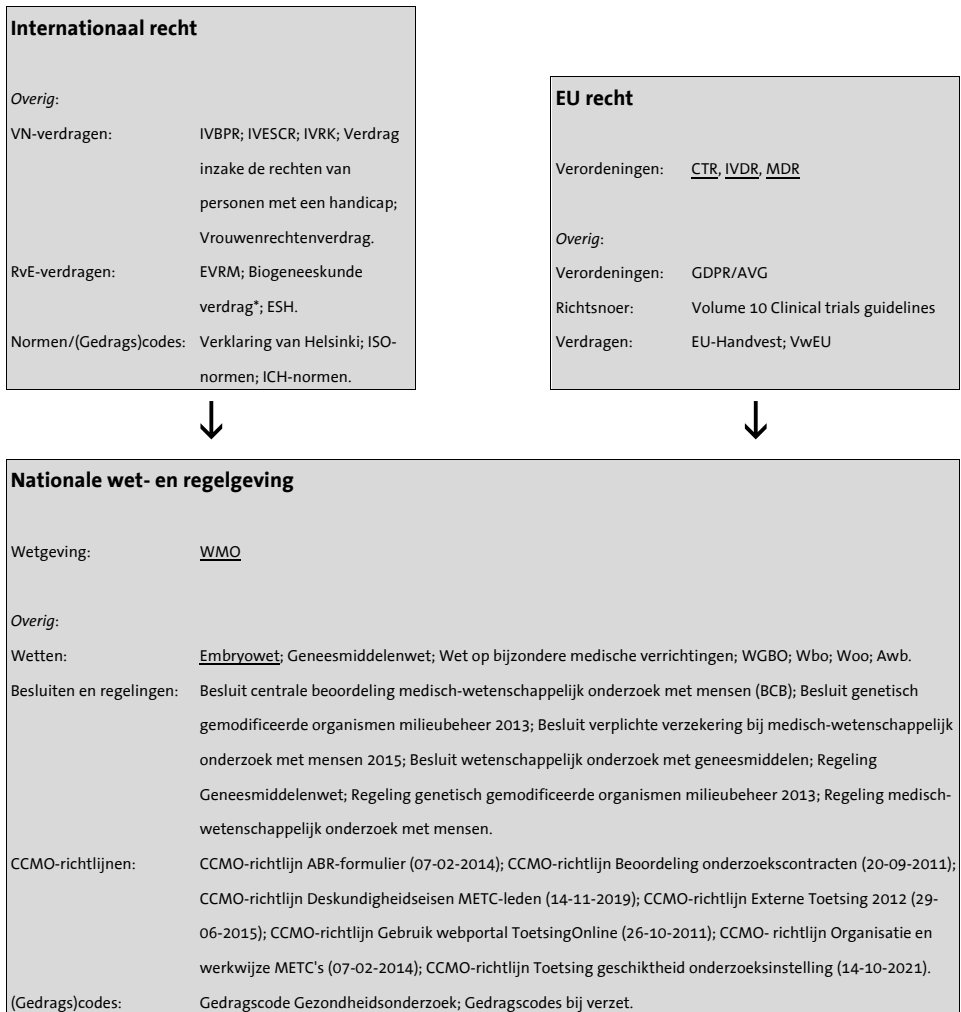 Internationaal recht
Overig:
VN-verdragen: IVBPR; IVESCR; IVRK; Verdrag
inzake de rechten van
personen met een handicap;
Vrouwenrechtenverdrag.
RvE-verdragen: EVRM; Biogeneeskunde
verdrag*; ESH.
Normen/(Gedrags)codes: Verklaring van Helsinki; ISO-
normen; ICH-normen.
EU recht
Verordeningen: CTR, IVDR, MDR
Overig:
Verordeningen: GDPR/AVG
Richtsnoer: Volume 10 Clinical trials guidelines
Verdragen: EU-Handvest; VwEU
↓ ↓
Nationale wet- en regelgeving
Wetgeving: WMO
Overig:
Wetten: Embryowet; Geneesmiddelenwet; Wet op bijzondere medische verrichtingen; WGBO; Wbo; Woo; Awb.
Besluiten en regelingen: Besluit centrale beoordeling medisch-wetenschappelijk onderzoek met mensen (BCB); Besluit genetisch
gemodificeerde organismen milieubeheer 2013; Besluit verplichte verzekering bij medisch-wetenschappelijk
onderzoek met mensen 2015; Besluit wetenschappelijk onderzoek met geneesmiddelen; Regeling
Geneesmiddelenwet; Regeling genetisch gemodificeerde organismen milieubeheer 2013; Regeling medisch-
wetenschappelijk onderzoek met mensen.
CCMO-richtlijnen: CCMO-richtlijn ABR-formulier (07-02-2014); CCMO-richtlijn Beoordeling onderzoekscontracten (20-09-2011);
CCMO-richtlijn Deskundigheidseisen METC-leden (14-11-2019); CCMO-richtlijn Externe Toetsing 2012 (29-
06-2015); CCMO-richtlijn Gebruik webportal ToetsingOnline (26-10-2011); CCMO- richtlijn Organisatie en
werkwijze METC's (07-02-2014); CCMO-richtlijn Toetsing geschiktheid onderzoeksinstelling (14-10-2021).
(Gedrags)codes: Gedragscode Gezondheidsonderzoek; Gedragscodes bij verzet.